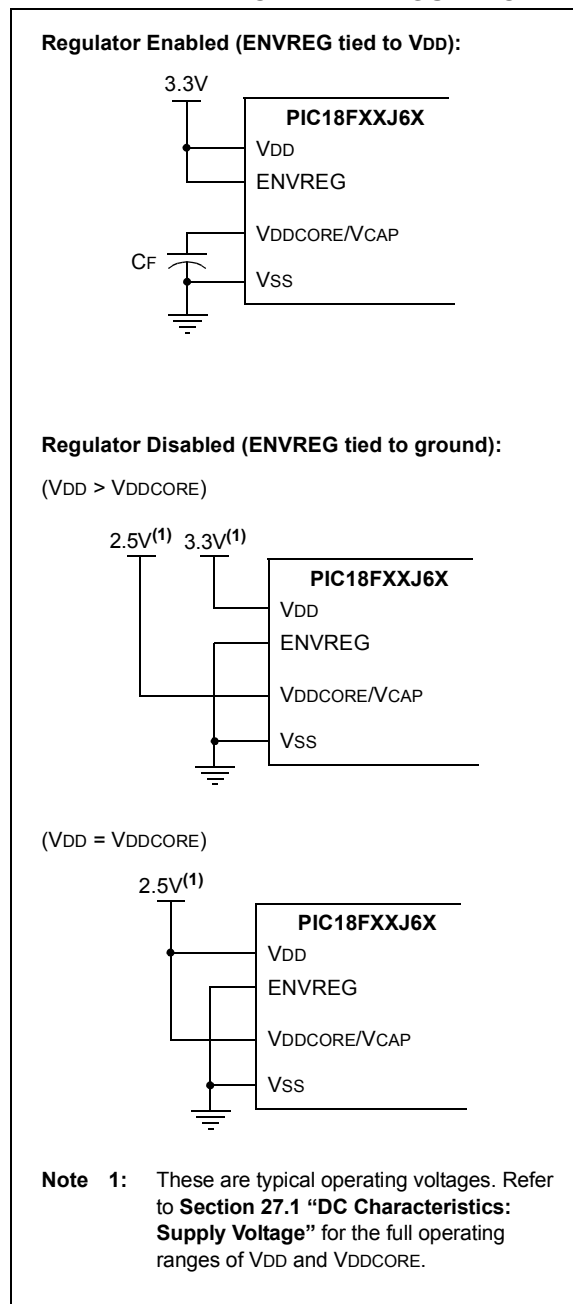 Regulator Enabled (ENVREG tied to VDD):
3.3V
PIC18FXXJ6X
VDD
ENVREG
VDDCORE/VCAP
CF
VSS
Regulator Disabled (ENVREG tied to ground):
(VDD > VDDCORE)
2.5V(1) 3.3V(1)
PIC18FXXJ6X
VDD
ENVREG
VDDCORE/VCAP
VSS
(VDD = VDDCORE)
2.5V(1)
PIC18FXXJ6X
VDD
ENVREG
VDDCORE/VCAP
VSS
Note 1: These are typical operating voltages. Refer
to Section 27.1 “DC Characteristics:
Supply Voltage” for the full operating
ranges of VDD and VDDCORE.